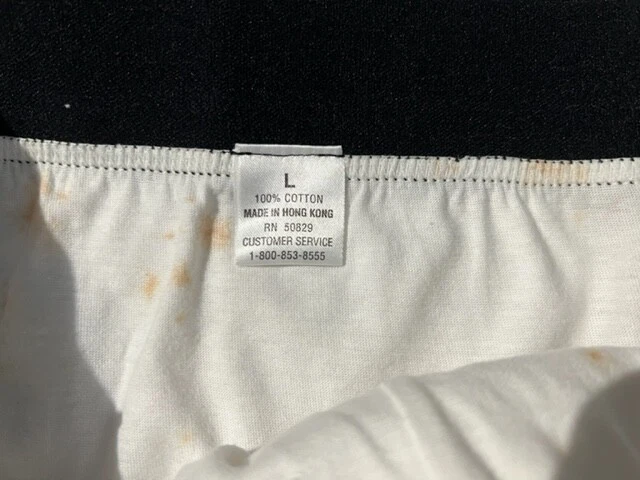 L
100% COTTON
MADE IN HONG KONG
RN 50829
CUSTOMER SERVICE
1-800-853-8555